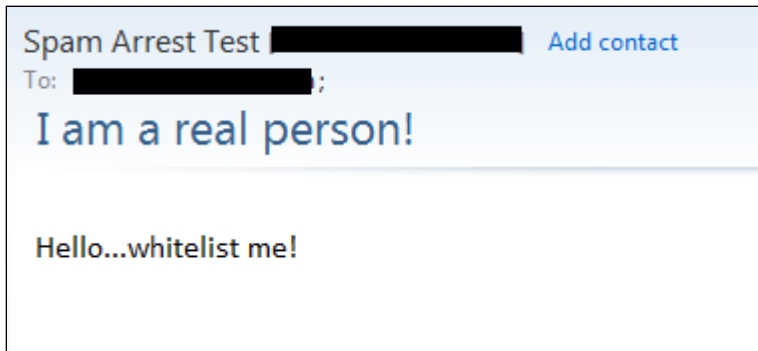 Spam Arrest Test [ ] Add contact
To: ;
I am a real person!
Hello...whitelist me!